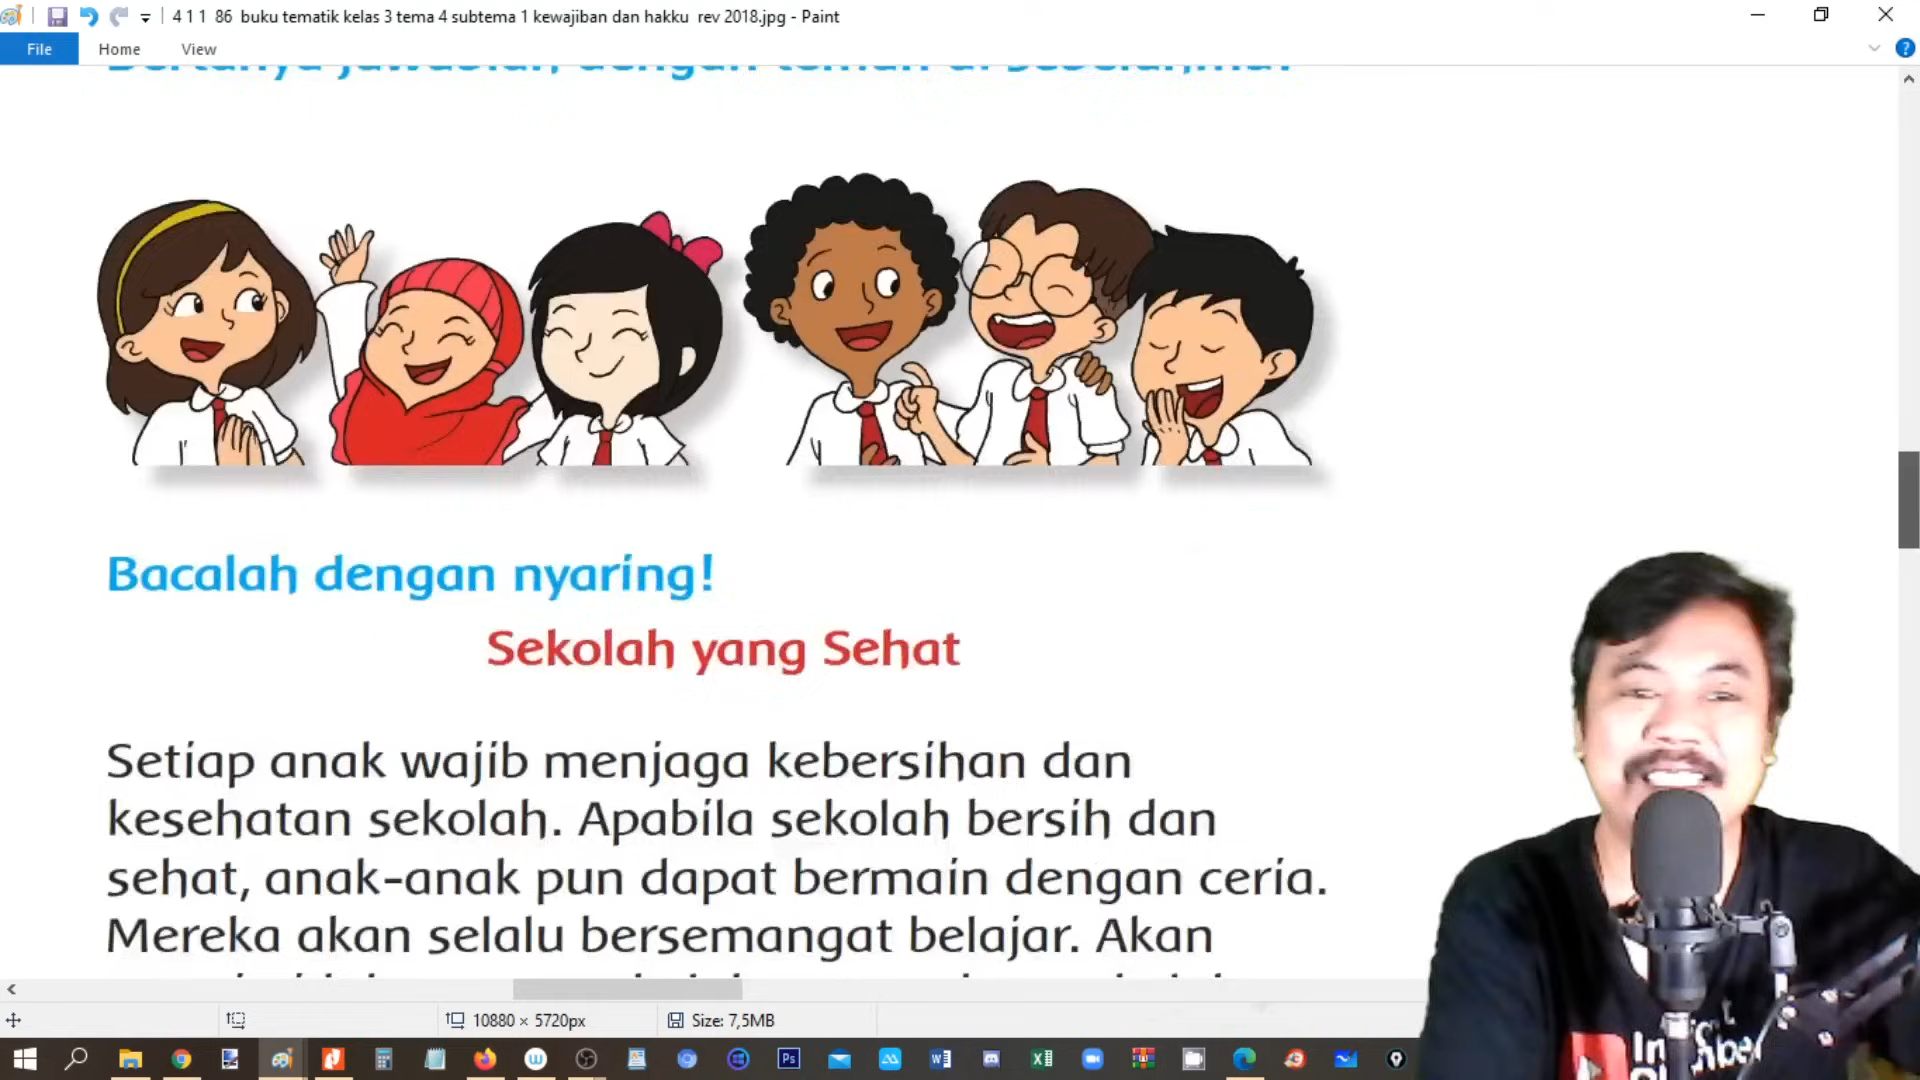 4 1 1 86 buku tematik kelas 3 tema 4 subtema 1 kewajiban dan hakku rev 2018.jpg - Paint
File Home View
Bacalah dengan nyaring!
Sekolah yang Sehat
Setiap anak wajib menjaga kebersihan dan
kesehatan sekolah. Apabila sekolah bersih dan
sehat, anak-anak pun dapat bermain dengan ceria.
Mereka akan selalu bersemangat belajar. Akan
10880 × 5720px Size: 7,5MB
Ps